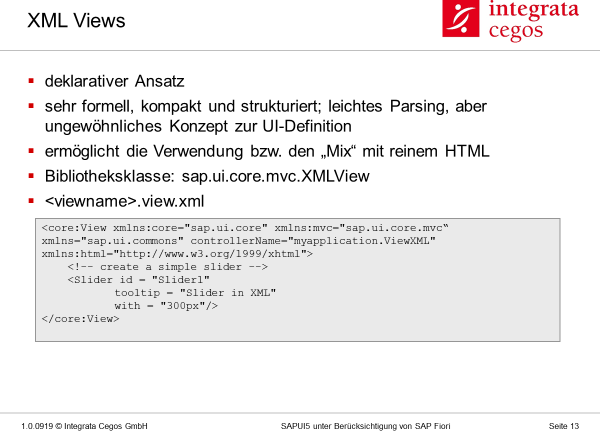 XML Views
integrata
cegos
deklarativer Ansatz
sehr formell, kompakt und strukturiert; leichtes Parsing, aber
ungewöhnliches Konzept zur UI-Definition
ermöglicht die Verwendung bzw. den „Mix“ mit reinem HTML
Bibliotheksklasse: sap.ui.core.mvc.XMLView
<viewname>.view.xml
<core:View xmlns:core="sap.ui.core" xmlns:mvc="sap.ui.core.mvc“
xmlns="sap.ui.commons" controllerName="myapplication.ViewXML"
xmlns:html="http://www.w3.org/1999/xhtml">
<!-- create a simple slider -->
<Slider id = "Slider1"
tooltip = "Slider in XML"
with = "300px"/>
</core:View>
1.0.0919 © Integrata Cegos GmbH
SAPUI5 unter Berücksichtigung von SAP Fiori
Seite 13